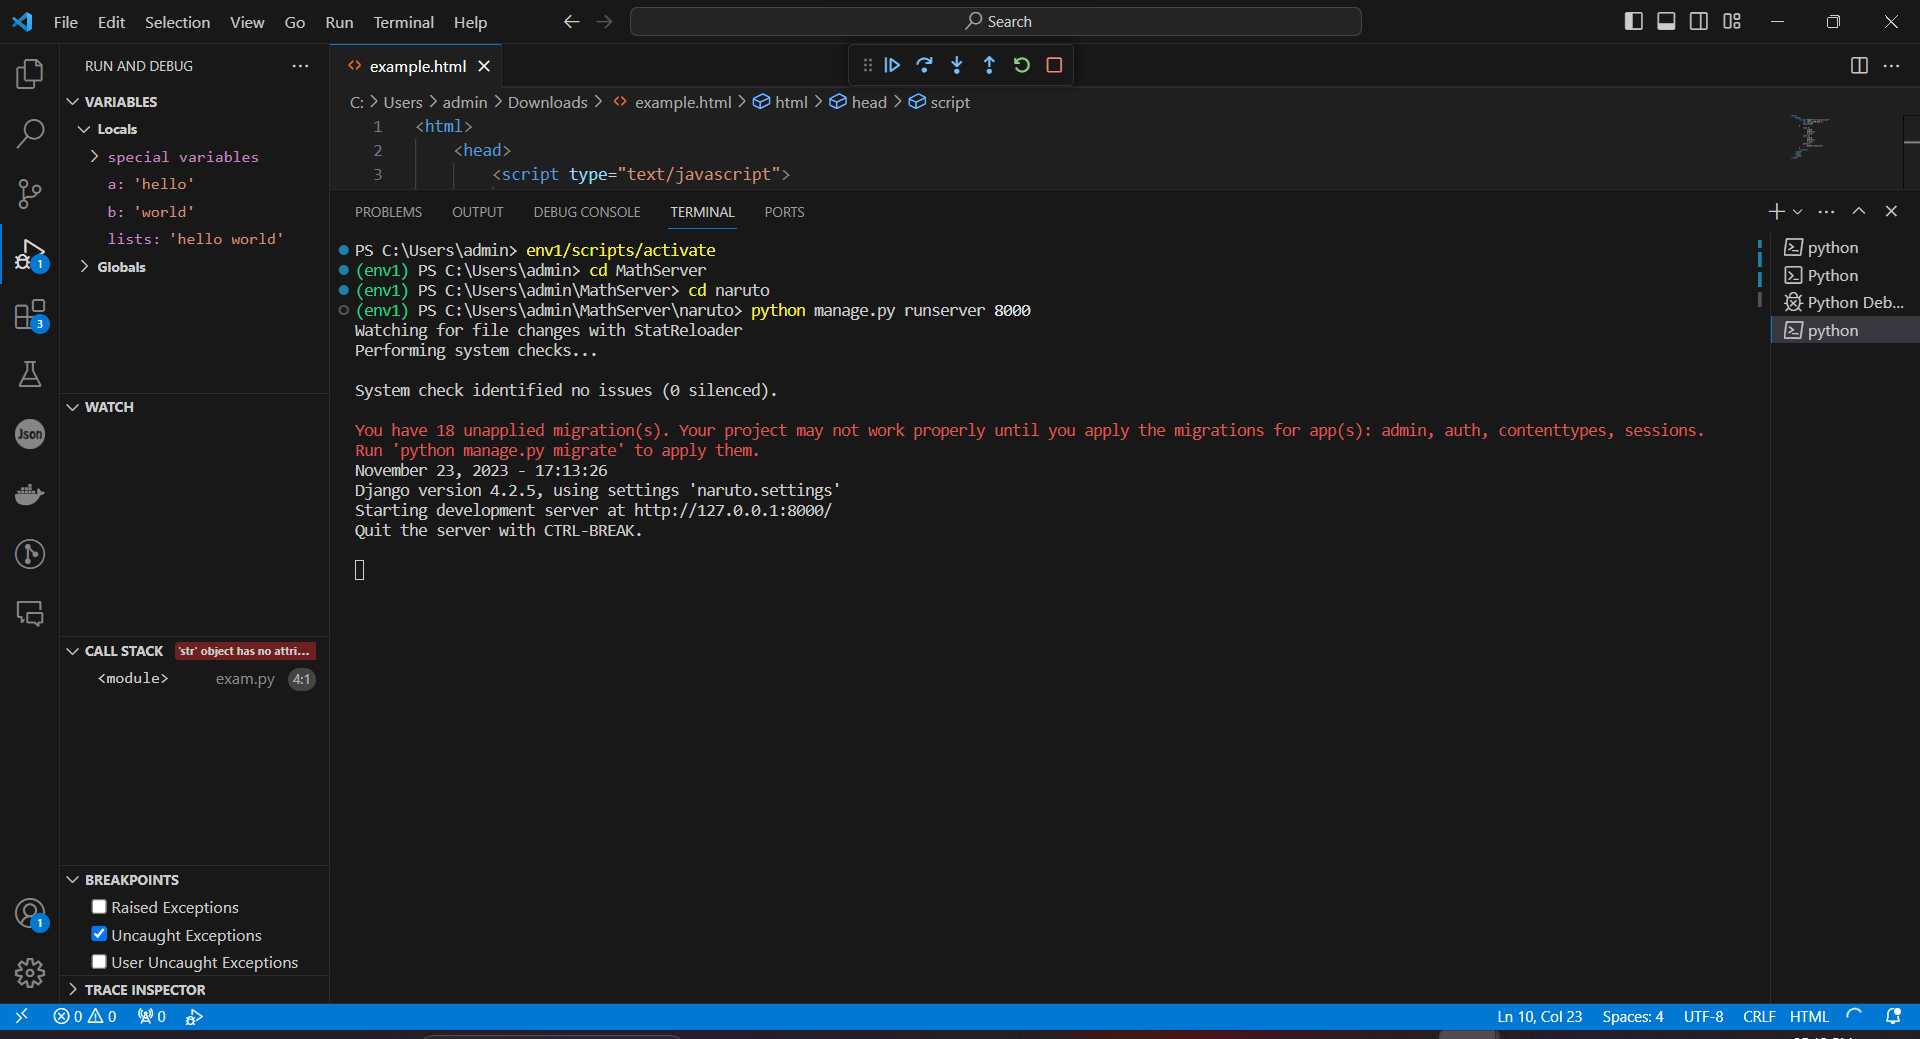 File Edit Selection View Go Run Terminal Help
Search
RUN AND DEBUG
example.html
VARIABLES
Locals
special variables
a: 'hello'
b: 'world'
lists: 'hello world'
Globals
WATCH
CALL STACK 'str' object has no attri...
<module> exam.py 4:1
BREAKPOINTS
Raised Exceptions
Uncaught Exceptions
User Uncaught Exceptions
TRACE INSPECTOR
1
3
Json
1
C: > Users > admin > Downloads > example.html > html > head > script
1 <html>
2 <head>
3 <script type="text/javascript">
PROBLEMS OUTPUT DEBUG CONSOLE TERMINAL PORTS
PS C:\Users\admin> env1/scripts/activate
(env1) PS C:\Users\admin> cd MathServer
(env1) PS C:\Users\admin\MathServer> cd naruto
(env1) PS C:\Users\admin\MathServer\naruto> python manage.py runserver 8000
Watching for file changes with StatReloader
Performing system checks...
System check identified no issues (0 silenced).
You have 18 unapplied migration(s). Your project may not work properly until you apply the migrations for app(s): admin, auth, contenttypes, sessions.
Run 'python manage.py migrate' to apply them.
November 23, 2023 - 17:13:26
Django version 4.2.5, using settings 'naruto.settings'
Starting development server at http://127.0.0.1:8000/
Quit the server with CTRL-BREAK.
python
Python
Python Deb...
python
0 0 0
Ln 10, Col 23 Spaces: 4 UTF-8 CRLF HTML